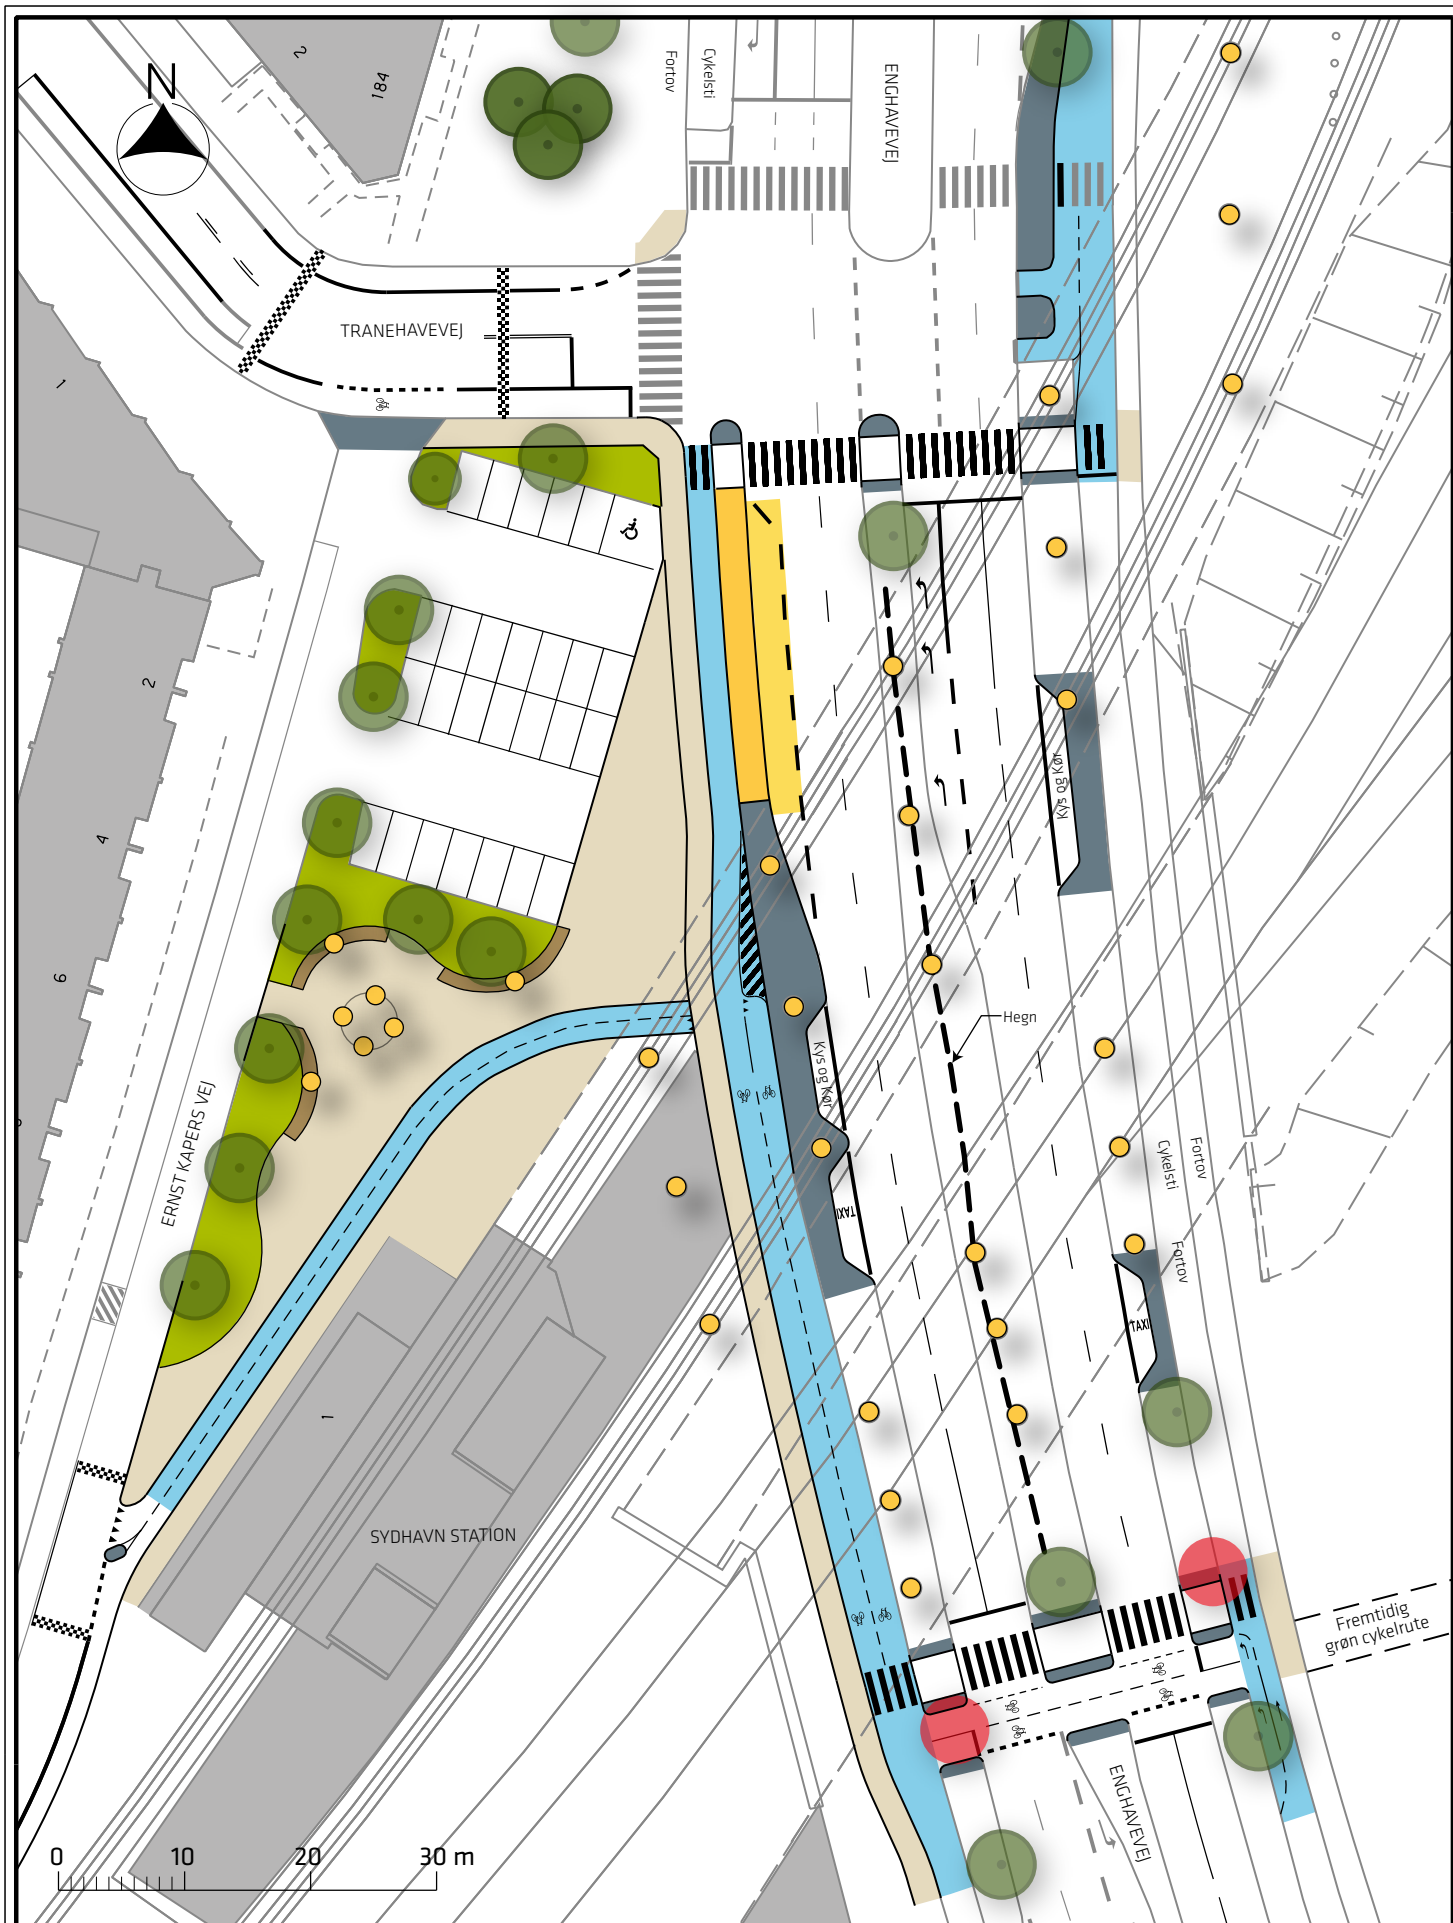 N
2
184
Fortov
Cykelsti
ENGHAVEVEJ
TRANEHAVEVEJ
1
2
4
6
Kys og Kør
Hegn
Kys og Kør
ERNST KAPERS VEJ
Fortov
Cykelsti
TAXI
Fortov
TAXI
1
SYDHAVN STATION
Fremtidig
grøn cykelrute
ENGHAVEVEJ
0 10 20 30 m